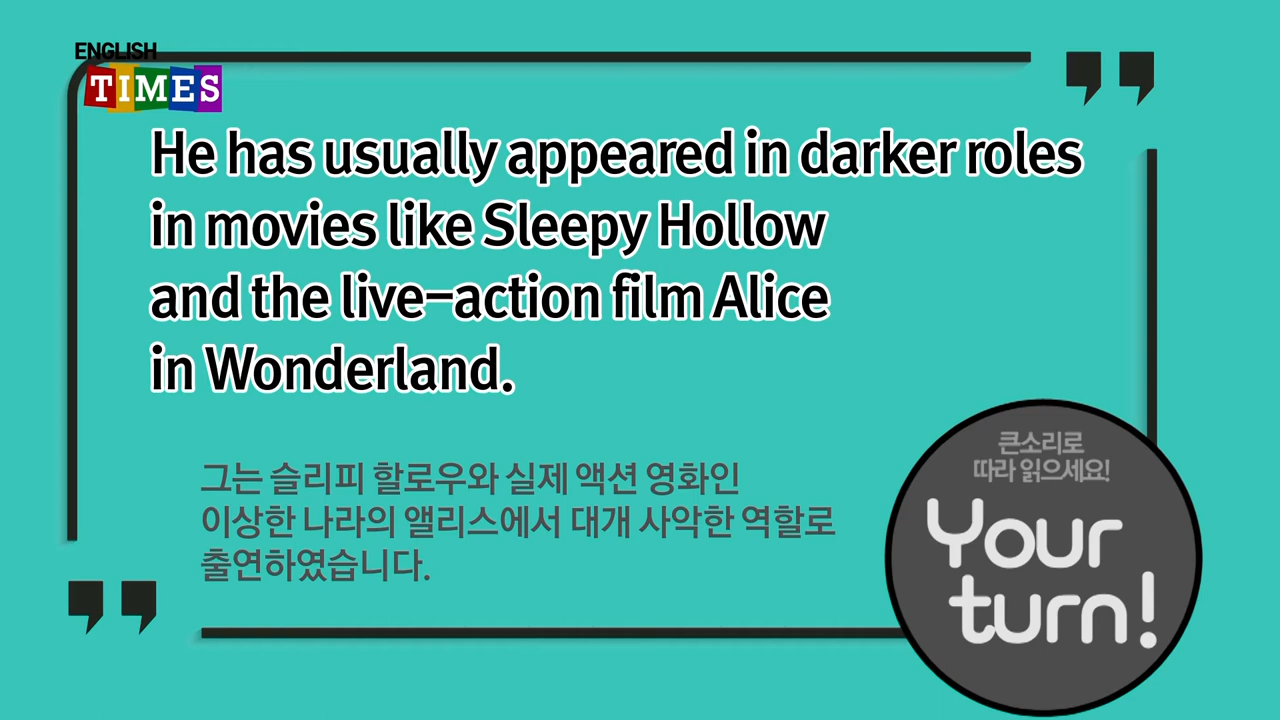 ENGLISH
TIMES
He has usually appeared in darker roles
in movies like Sleepy Hollow
and the live-action film Alice
in Wonderland.
그는 슬리피 할로우와 실제 액션 영화인
이상한 나라의 앨리스에서 대개 사악한 역할로
출연하였습니다.
큰소리로
따라 읽으세요!
Your
turn!